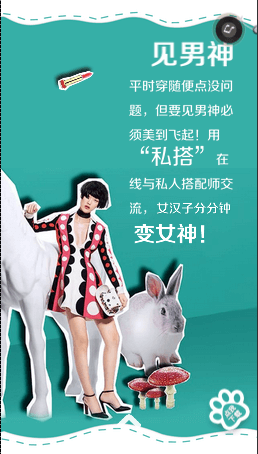 见男神
平时穿随便点没问
题，但要见男神必
须美到飞起！用
“私搭”在
线与私人搭配师交
流，女汉子分分钟
变女神！